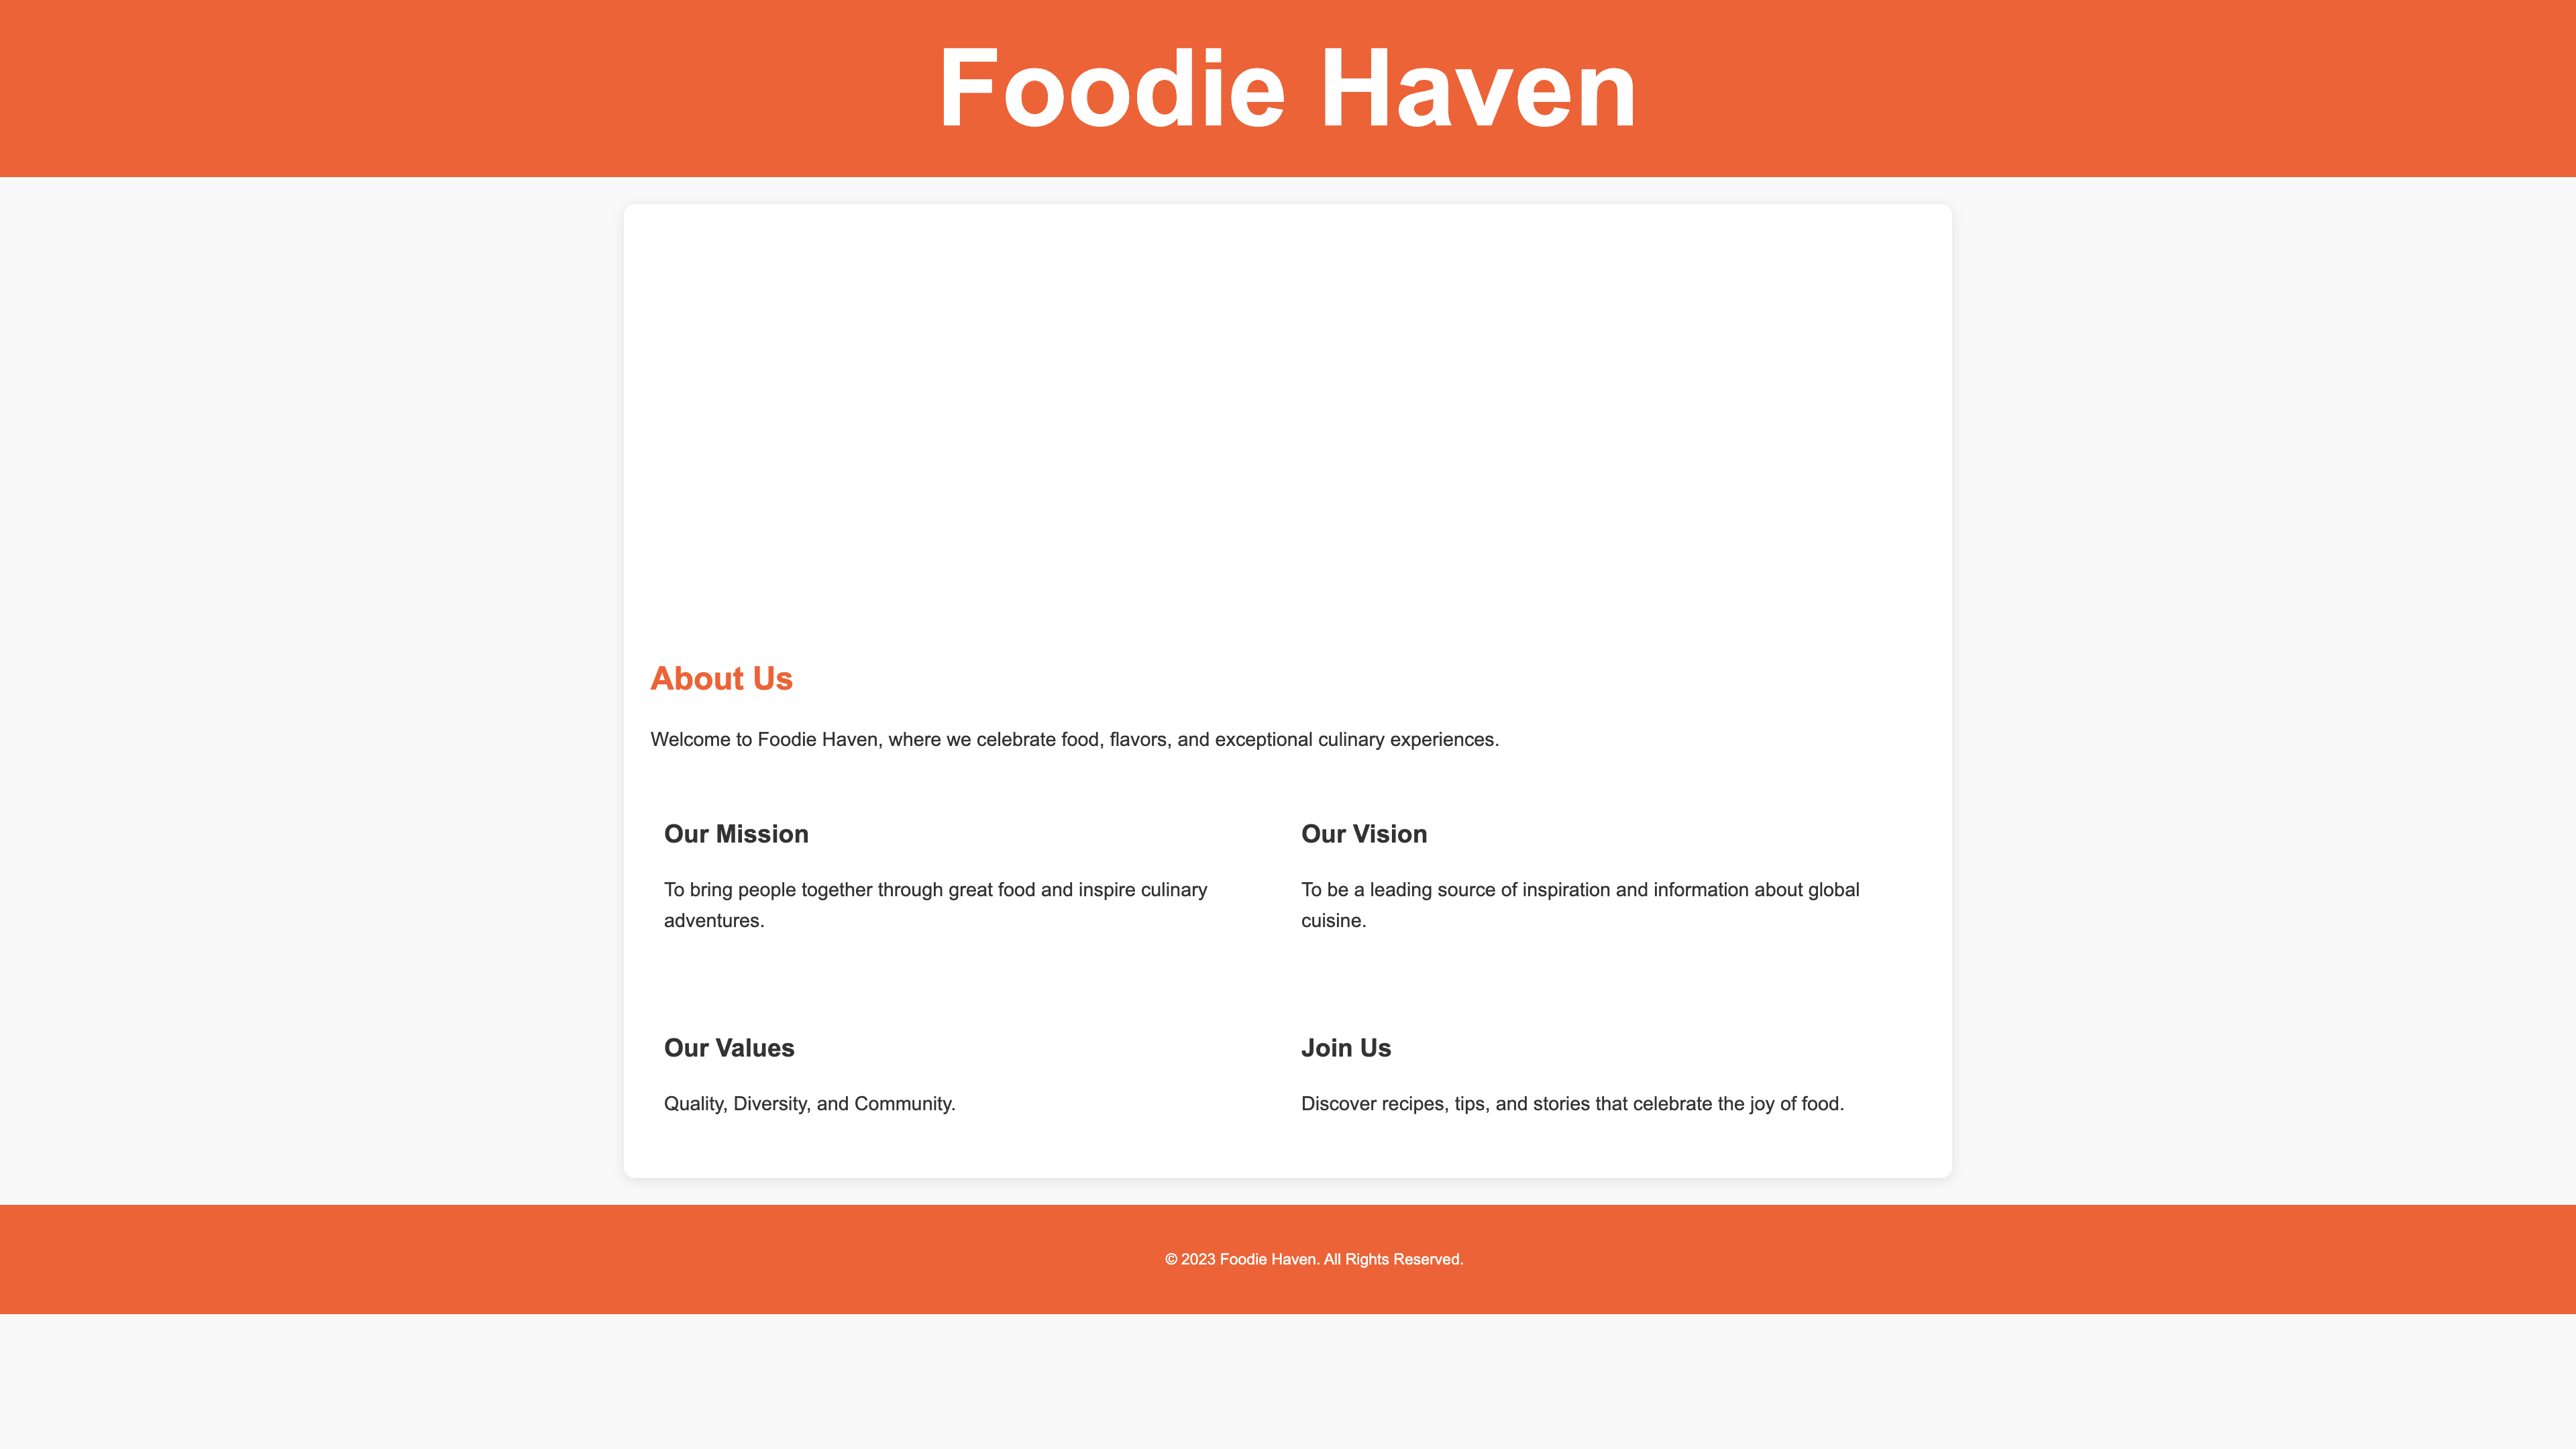 Foodie Haven
About Us
Welcome to Foodie Haven, where we celebrate food, flavors, and exceptional culinary experiences.
Our Mission
To bring people together through great food and inspire culinary
adventures.
Our Vision
To be a leading source of inspiration and information about global
cuisine.
Our Values
Quality, Diversity, and Community.
Join Us
Discover recipes, tips, and stories that celebrate the joy of food.
© 2023 Foodie Haven. All Rights Reserved.